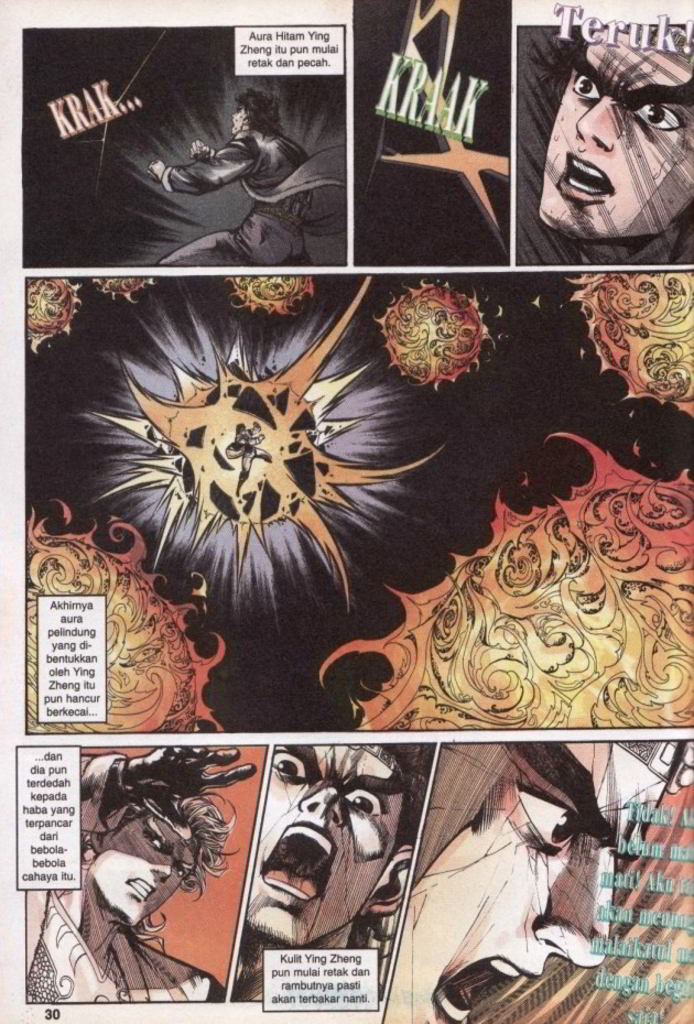 Aura Hitam Ying
Zheng itu pun mulai
retak dan pecah.
KRAK...
KRAAK
Teruk!
Akhirnya
aura
pelindung
yang di-
bentukkan
oleh Ying
Zheng itu
pun hancur
berkecai...
...dan
dia pun
terdedah
kepada
haba yang
terpancar
dari
bebola-
bebola
cahaya itu.
Kulit Ying Zheng
pun mulai retak dan
rambutnya pasti
akan terbakar nanti.
Tidak!
belum
mati! Aku
akan
malaikatul
dengan
30